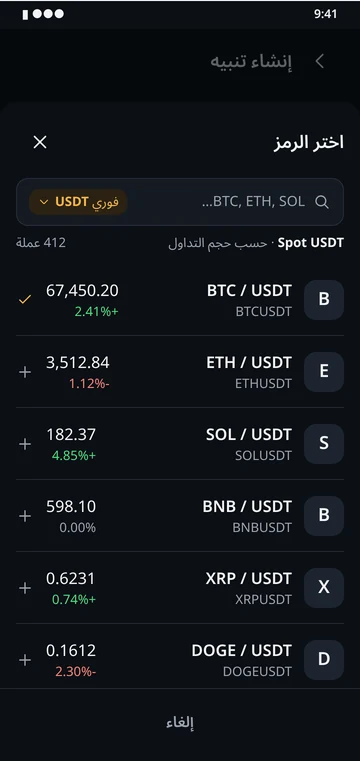 9:41
إنشاء تنبيه
اختر الرمز
BTC, ETH, SOL...
فوري USDT
Spot USDT · حسب حجم التداول
412 عملة
B
BTC / USDT
67,450.20
BTCUSDT
2.41%+
E
ETH / USDT
3,512.84
ETHUSDT
1.12%-
S
SOL / USDT
182.37
SOLUSDT
4.85%+
B
BNB / USDT
598.10
BNBUSDT
0.00%
X
XRP / USDT
0.6231
XRPUSDT
0.74%+
D
DOGE / USDT
0.1612
DOGEUSDT
2.30%-
إلغاء